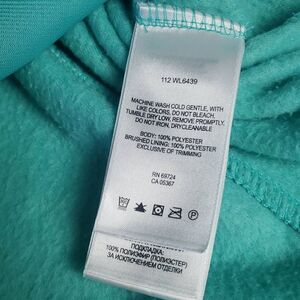 112 WL6439
MACHINE WASH COLD GENTLE, WITH
LIKE COLORS, DO NOT BLEACH,
TUMBLE DRY LOW, REMOVE PROMPTLY,
DO NOT IRON, DRYCLEANABLE
BODY: 100% POLYESTER
BRUSHED LINING: 100% POLYESTER
EXCLUSIVE OF TRIMMING
RN 69724
CA 05367
ПОДКЛАДКА:
100% ПОЛИЭФИР (ПОЛИЭСТЕР)
ЗА ИСКЛЮЧЕНИЕМ ОТДЕЛКИ